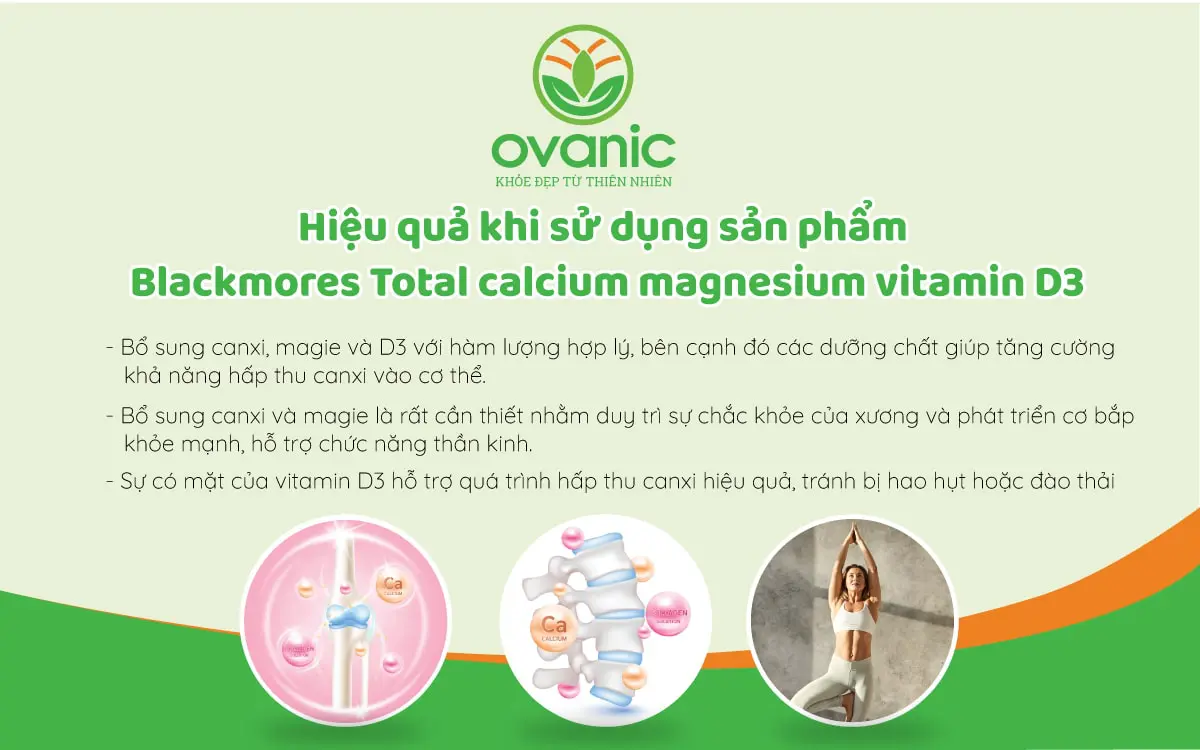 ovanic
KHỎE ĐẸP TỪ THIÊN NHIÊN
Hiệu quả khi sử dụng sản phẩm
Blackmores Total calcium magnesium vitamin D3
- Bổ sung canxi, magie và D3 với hàm lượng hợp lý, bên cạnh đó các dưỡng chất giúp tăng cường
khả năng hấp thu canxi vào cơ thể.
- Bổ sung canxi và magie là rất cần thiết nhằm duy trì sự chắc khỏe của xương và phát triển cơ bắp
khỏe mạnh, hỗ trợ chức năng thần kinh.
- Sự có mặt của vitamin D3 hỗ trợ quá trình hấp thu canxi hiệu quả, tránh bị hao hụt hoặc đào thải
Ca
CALCIUM
Ca
CALCIUM